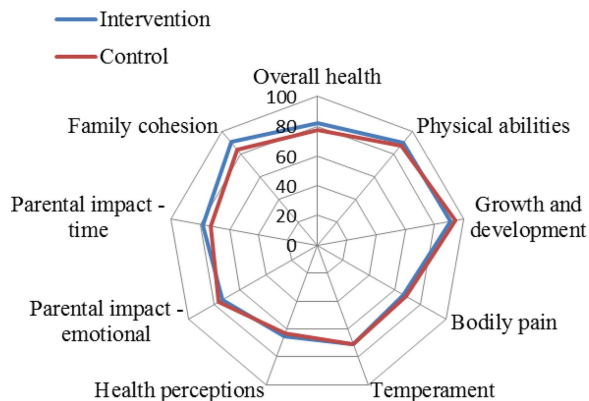 Intervention
Control
Overall health
100
80
60
40
20
0
Physical abilities
Growth and
development
Bodily pain
Temperament
Health perceptions
Parental impact -
emotional
Parental impact -
time
Family cohesion